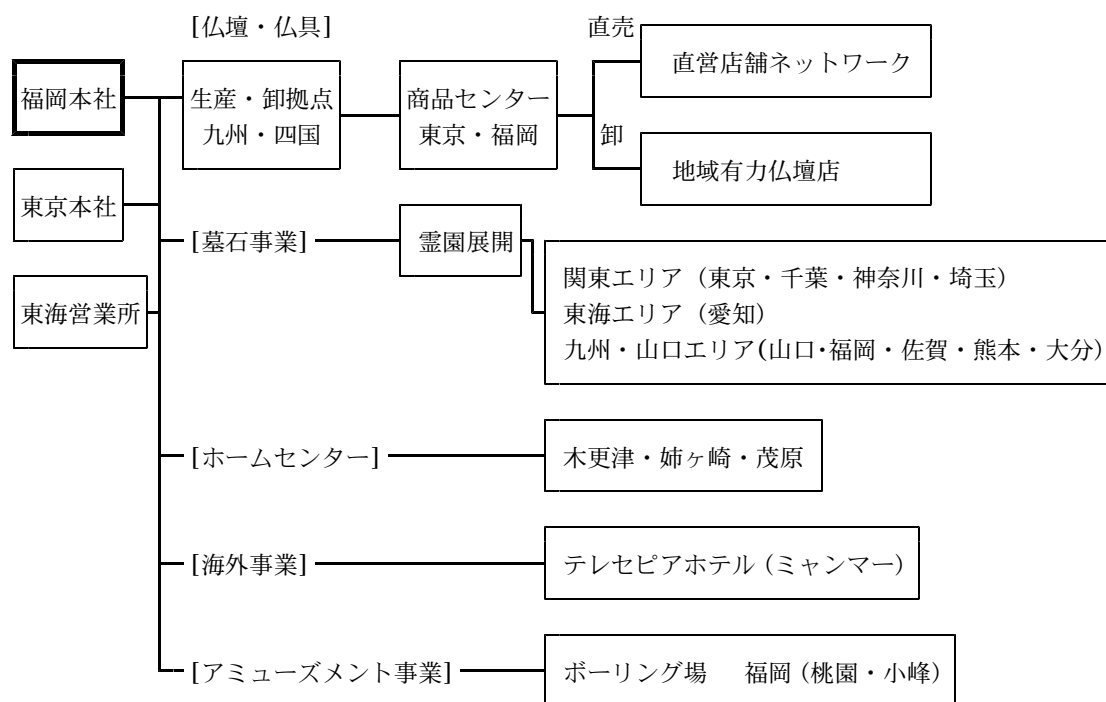 [仏壇・仏具]
直売
直営店舗ネットワーク
福岡本社
生産・卸拠点
九州・四国
商品センター
東京・福岡
卸
地域有力仏壇店
東京本社
[墓石事業]
霊園展開
東海営業所
関東エリア（東京・千葉・神奈川・埼玉）
東海エリア（愛知）
九州・山口エリア(山口・福岡・佐賀・熊本・大分）
[ホームセンター]
木更津・姉ヶ崎・茂原
[海外事業]
テレセピアホテル（ミャンマー）
[アミューズメント事業]
ボーリング場　福岡（桃園・小峰）